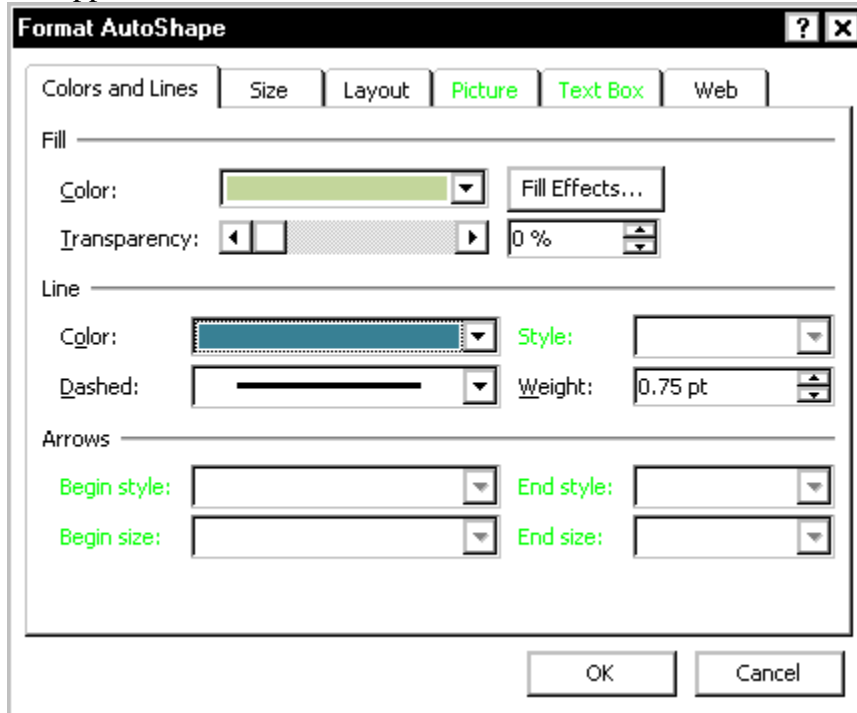 Format AutoShape
Colors and Lines Size Layout Picture Text Box Web
Fill
Color: Fill Effects...
Transparency: 0 %
Line
Color: Style:
Dashed: Weight: 0.75 pt
Arrows
Begin style: End style:
Begin size: End size:
OK Cancel